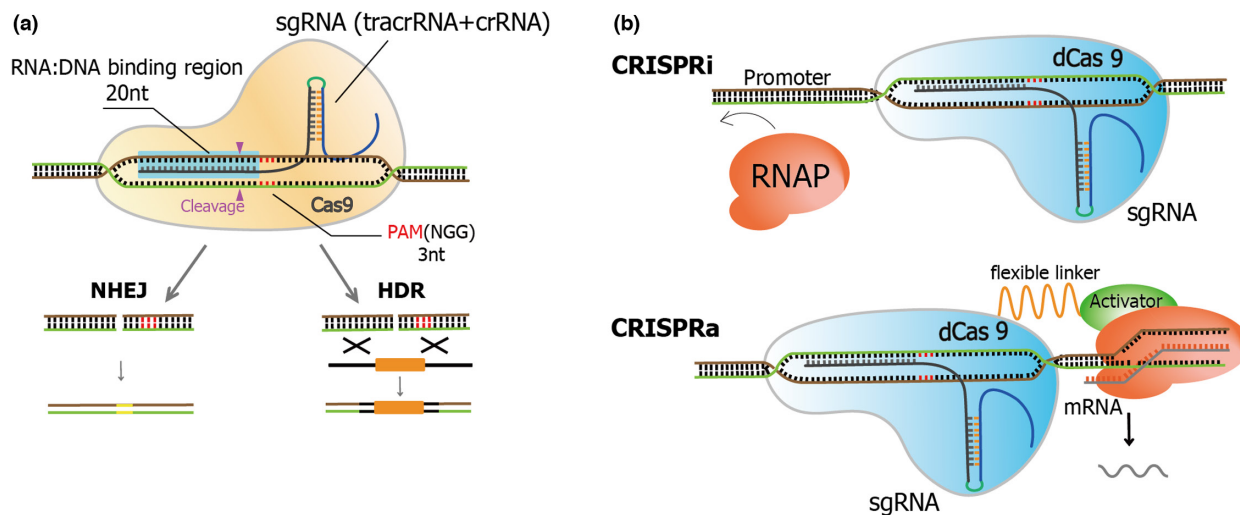 (a)
sgRNA (tracrRNA+crRNA)
RNA:DNA binding region
20nt
Cleavage
Cas9
PAM(NGG)
3nt
NHEJ
HDR
(b)
CRISPRi
Promoter
dCas 9
RNAP
sgRNA
CRISPRa
flexible linker
Activator
dCas 9
mRNA
sgRNA